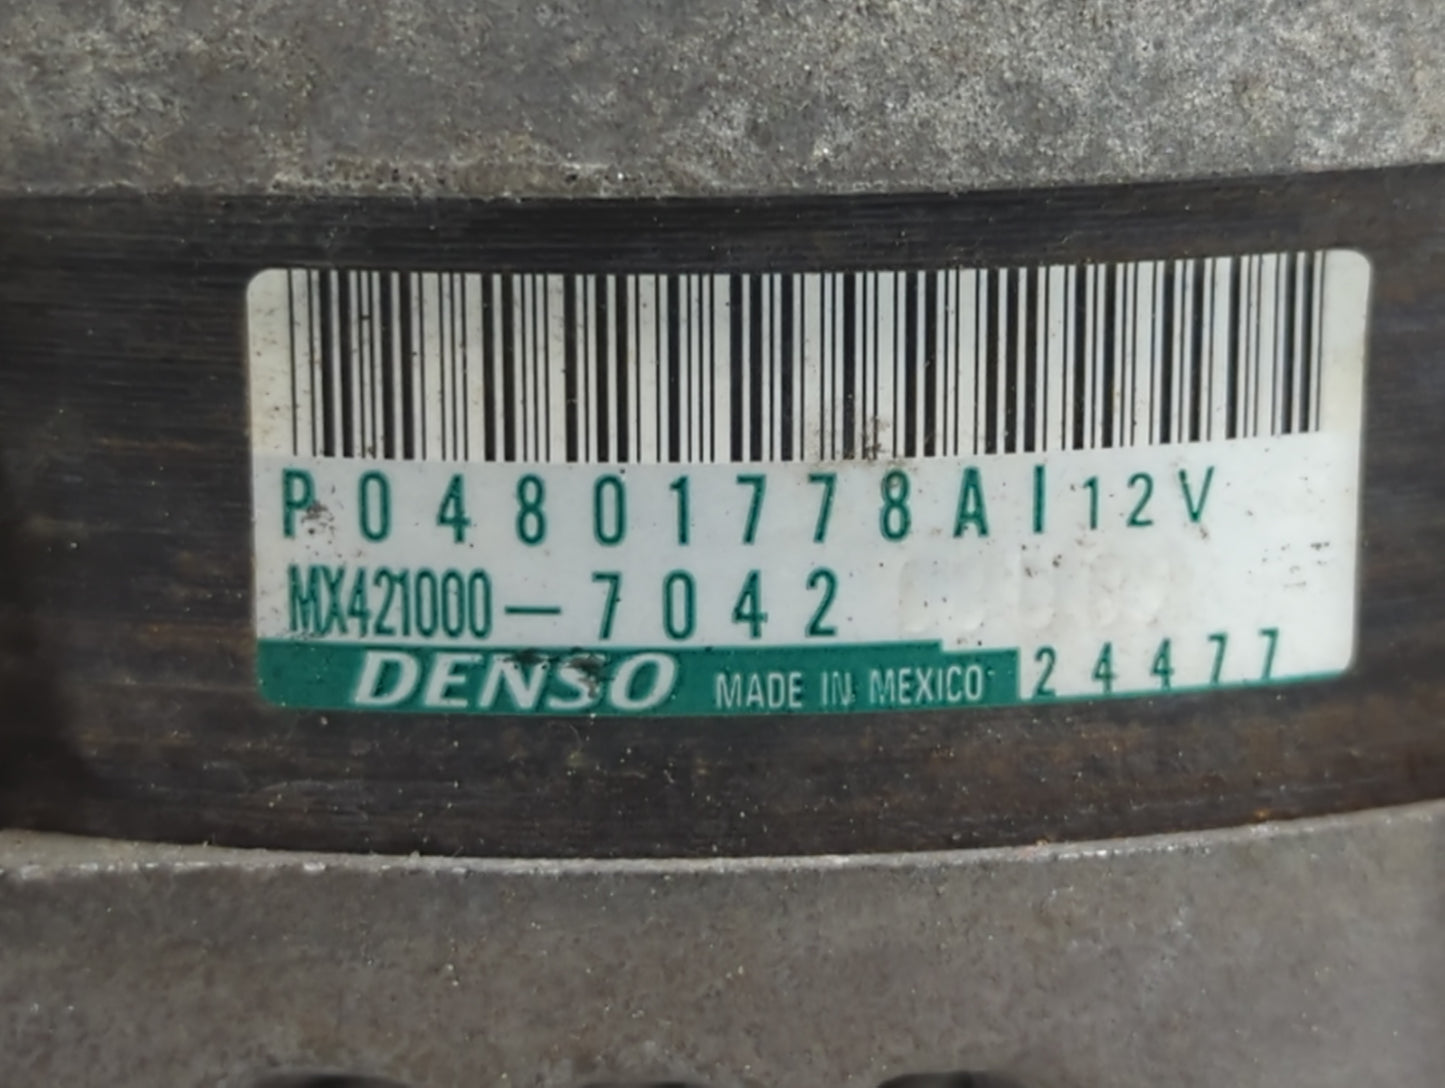 P04801778AI 12V
MX421000-7042
DENSO MADE IN MEXICO 24477